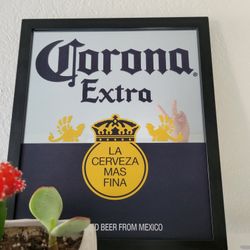 Corona®
Extra
LA
CERVEZA
MAS
FINA
BEER FROM MEXICO